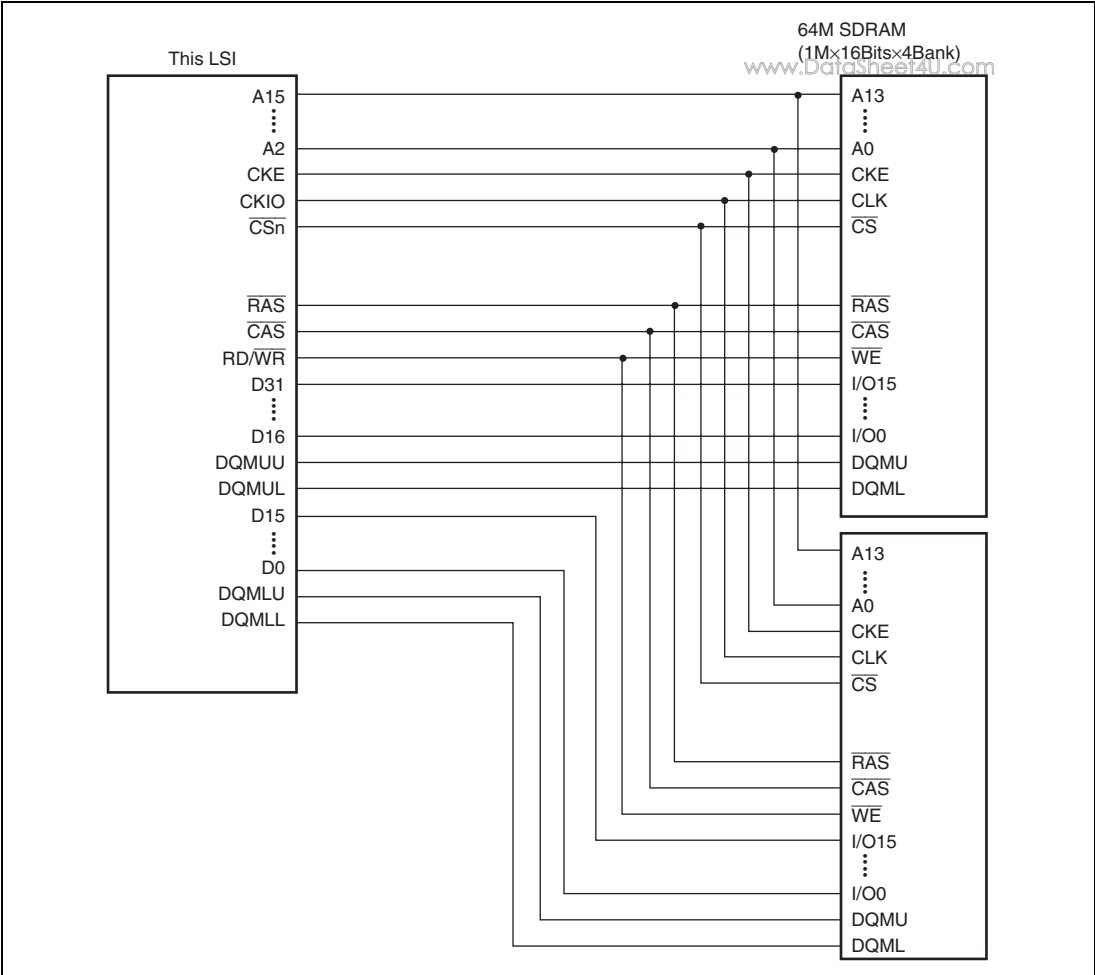 64M SDRAM
(1M×16Bits×4Bank)
www.DataSheet4U.com
This LSI
A15
A2
CKE
CKIO
CSn
RAS
CAS
RD/WR
D31
D16
DQMUU
DQMUL
D15
D0
DQMLU
DQMLL
A13
A0
CKE
CLK
CS
RAS
CAS
WE
I/O15
I/O0
DQMU
DQML
A13
A0
CKE
CLK
CS
RAS
CAS
WE
I/O15
I/O0
DQMU
DQML